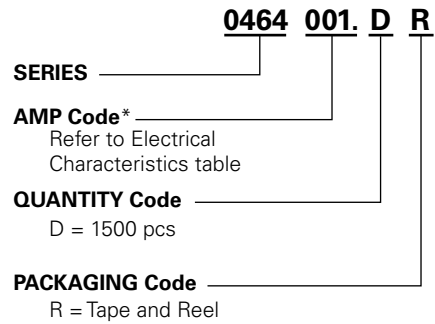 0464 001. D R
SERIES
AMP Code*
Refer to Electrical
Characteristics table
QUANTITY Code
D = 1500 pcs
PACKAGING Code
R = Tape and Reel